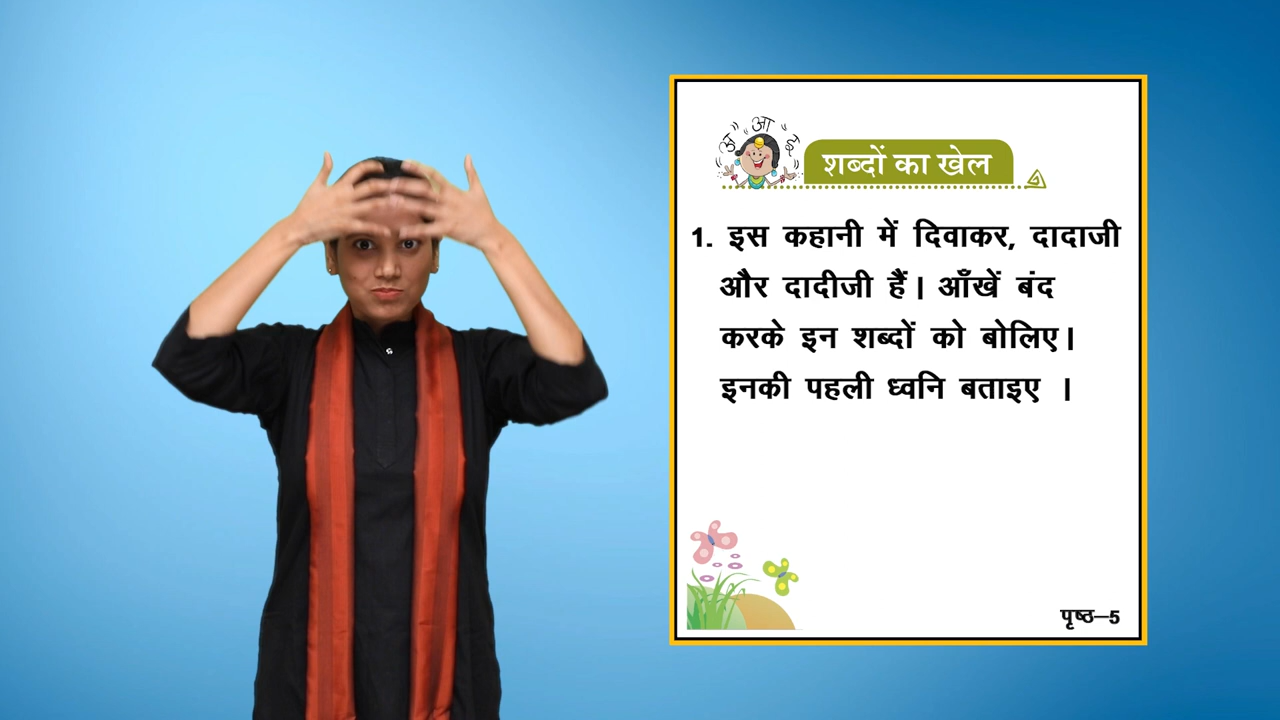 अ आ
शब्दों का खेल
1. इस कहानी में दिवाकर, दादाजी
और दादीजी हैं। आँखें बंद
करके इन शब्दों को बोलिए।
इनकी पहली ध्वनि बताइए ।
पृष्ठ–5